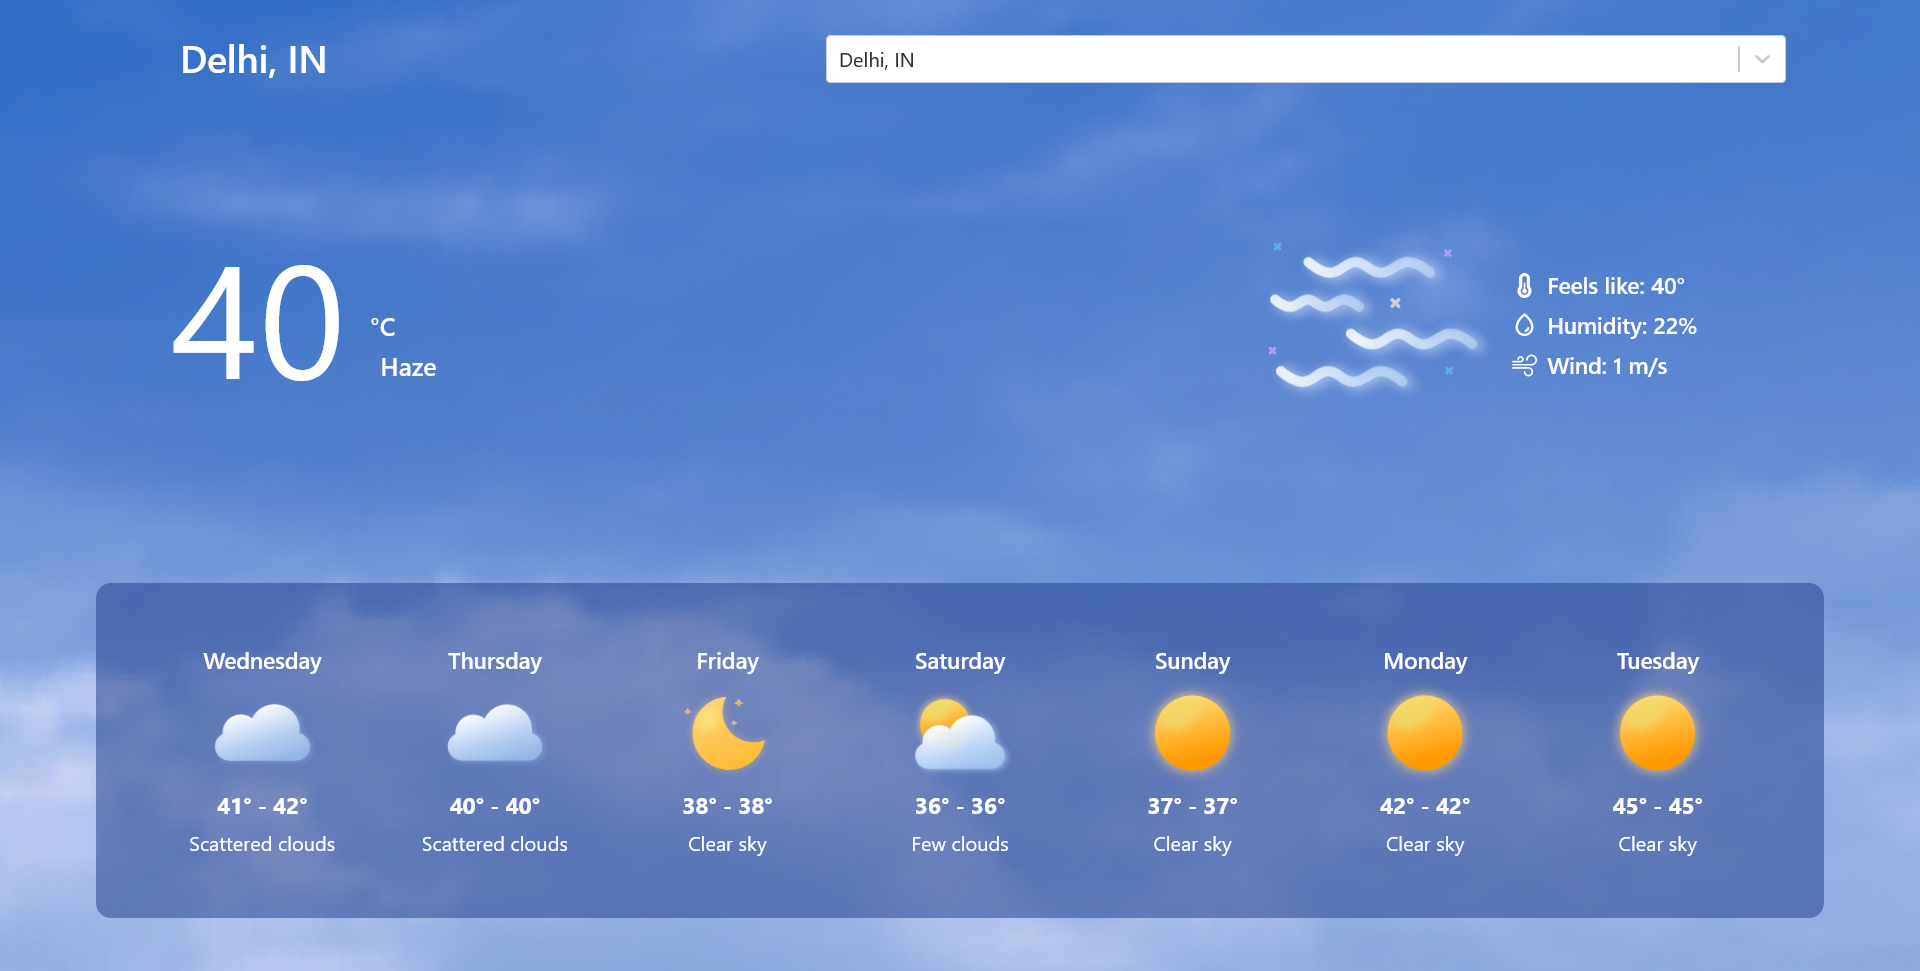 Delhi, IN
Delhi, IN
40 °C
Haze
Feels like: 40°
Humidity: 22%
Wind: 1 m/s
Wednesday Thursday Friday Saturday Sunday Monday Tuesday
41° - 42° 40° - 40° 38° - 38° 36° - 36° 37° - 37° 42° - 42° 45° - 45°
Scattered clouds Scattered clouds Clear sky Few clouds Clear sky Clear sky Clear sky